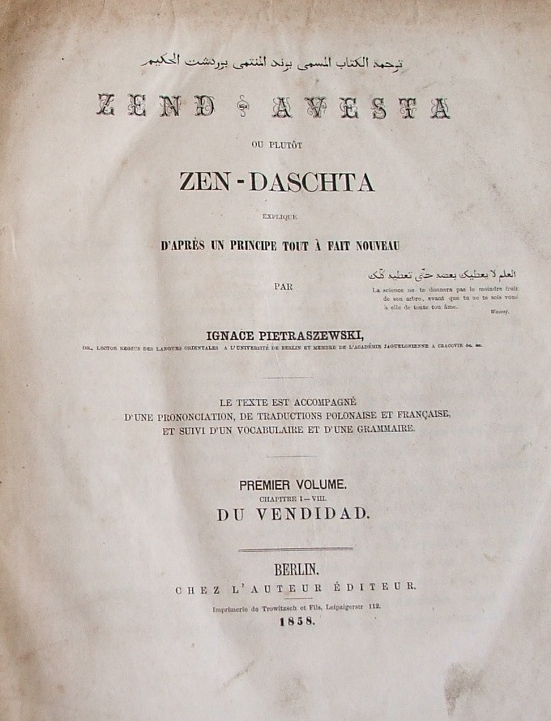 ترجمة الكتاب المسمى بزند المنتمى بزردشت الحكيم
ZEND-AVESTA
OU PLUTÔT
ZEN-DASCHTA
EXPLIQUÉ
D'APRÈS UN PRINCIPE TOUT À FAIT NOUVEAU
PAR
العلم لا يعطيك بعضه حتّى تعطيه كلّك
La science ne te donnera pas le moindre fruit
de son arbre, avant que tu ne te sois voué
à elle de toute ton âme.
IGNACE PIETRASZEWSKI,
DR., LECTOR REGIUS DES LANGUES ORIENTALES A L'UNIVERSITÉ DE BERLIN ET MEMBRE DE L'ACADÉMIE JAGUELONIENNE A CRACOVIE &c. &c.
LE TEXTE EST ACCOMPAGNÉ
D'UNE PRONONCIATION, DE TRADUCTIONS POLONAISE ET FRANÇAISE,
ET SUIVI D'UN VOCABULAIRE ET D'UNE GRAMMAIRE.
PREMIER VOLUME.
CHAPITRE I—VIII.
DU VENDIDAD.
BERLIN.
CHEZ L'AUTEUR ÉDITEUR.
Imprimerie de Trowitzsch et Fils, Leipzigerstr 112.
1858.